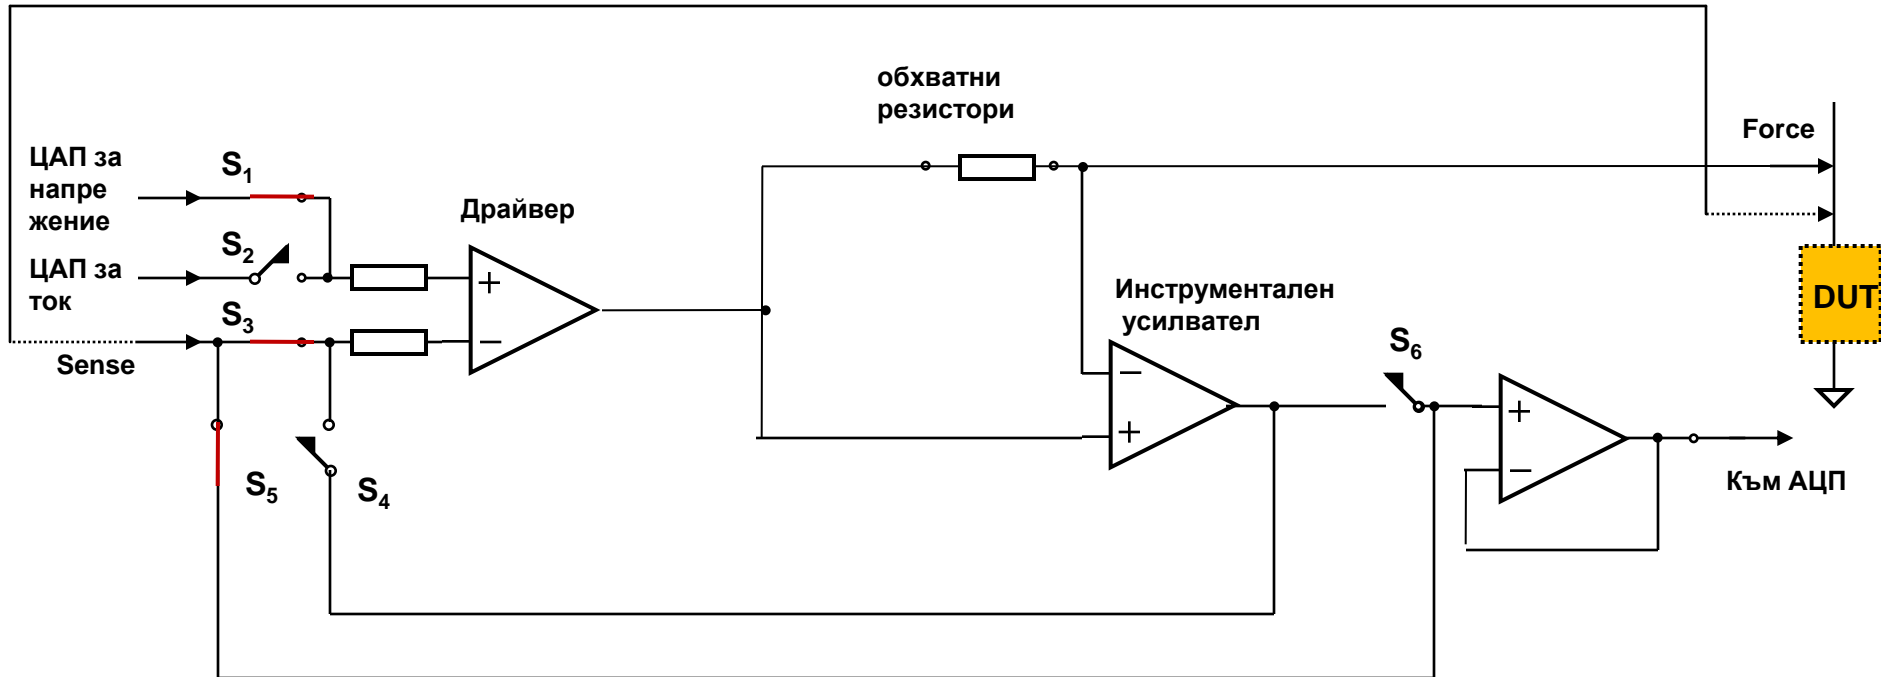 обхватни
резистори
Force
ЦАП за
напре
жение
S1
Драйвер
S2
ЦАП за
ток
S3
Sense
Инструментален
усилвател
DUT
S6
S5
S4
Към АЦП